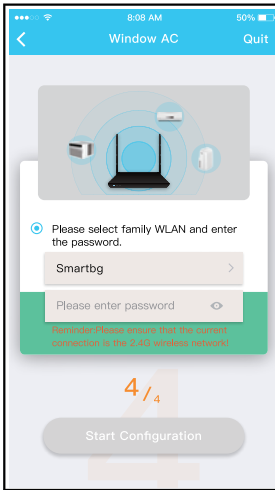 8:08 AM
50%
Window AC
Quit
Please select family WLAN and enter
the password.
Smartbg
Please enter password
Reminder:Please ensure that the current
connection is the 2.4G wireless network!
4/4
4
Start Configuration